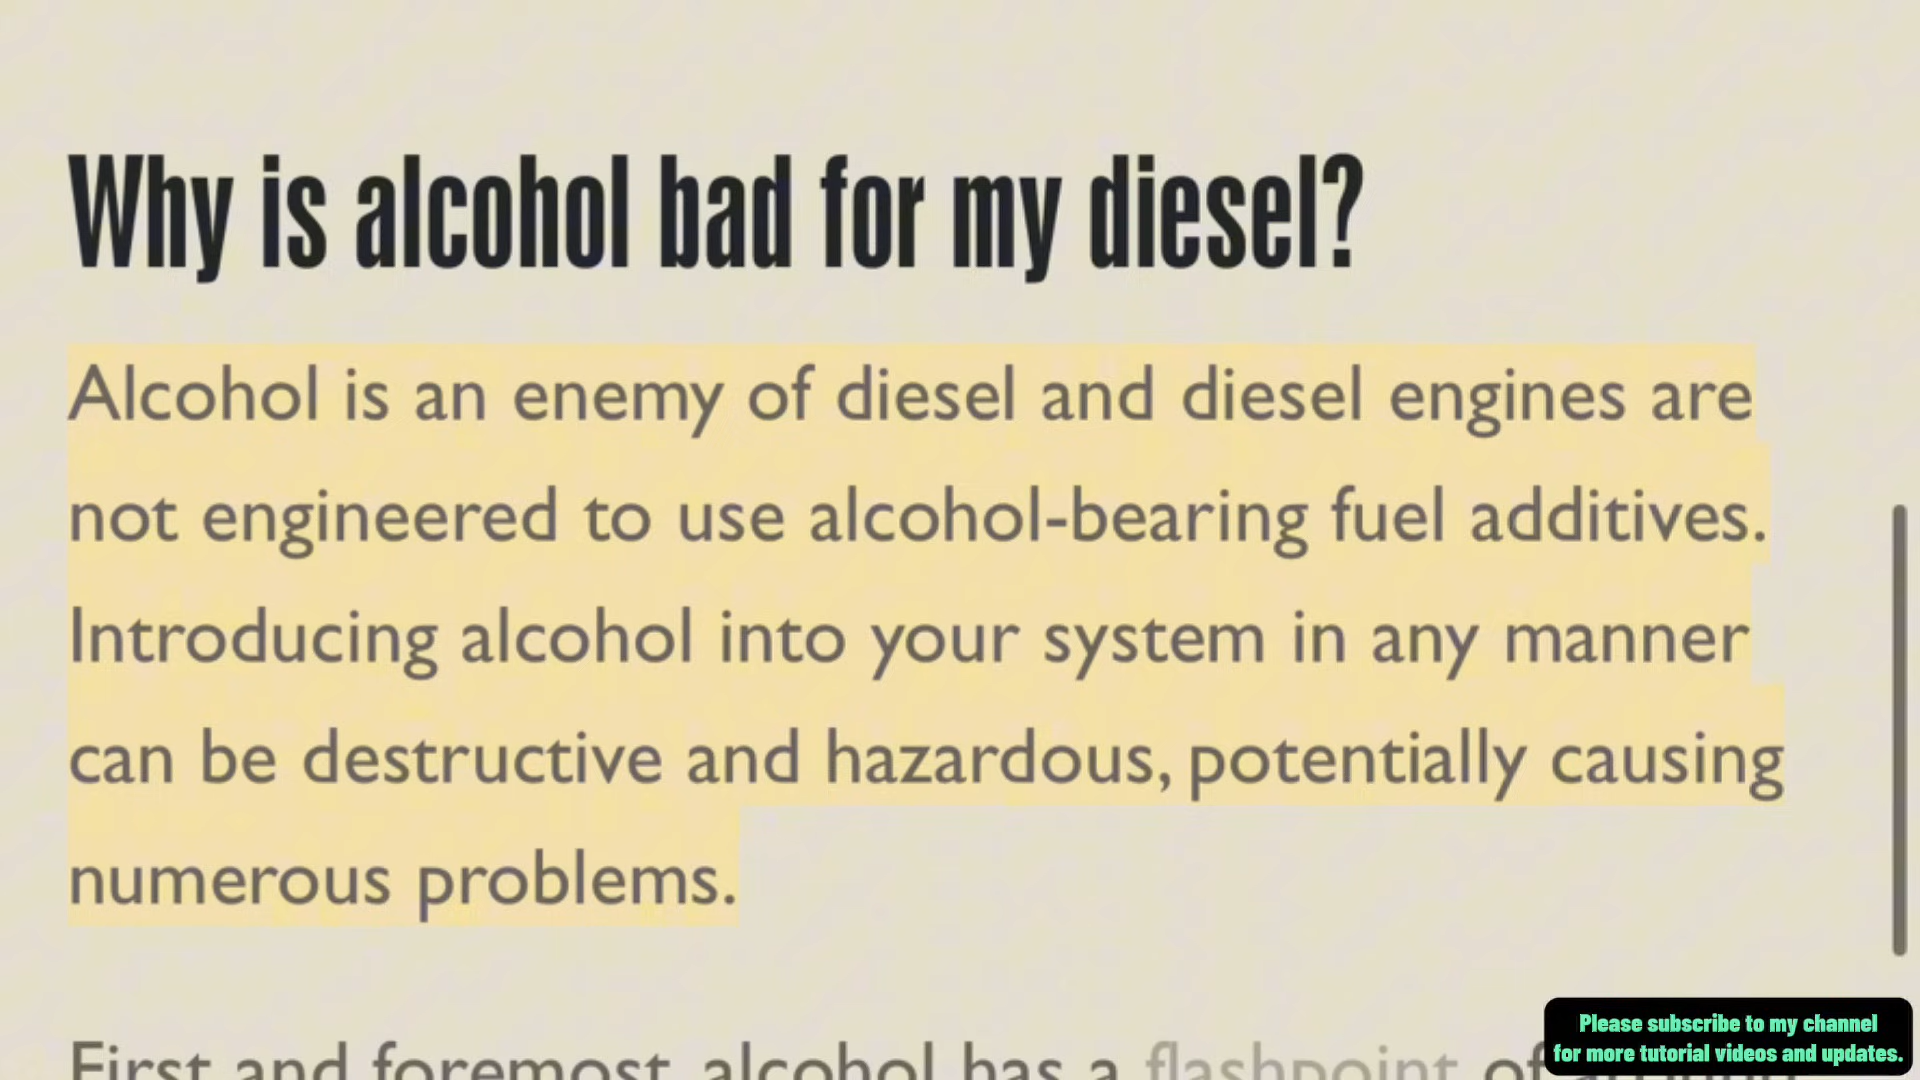 Why is alcohol bad for my diesel?
Alcohol is an enemy of diesel and diesel engines are
not engineered to use alcohol-bearing fuel additives.
Introducing alcohol into your system in any manner
can be destructive and hazardous, potentially causing
numerous problems.
First and foremost, alcohol has a flashpoint of
Please subscribe to my channel
for more tutorial videos and updates.